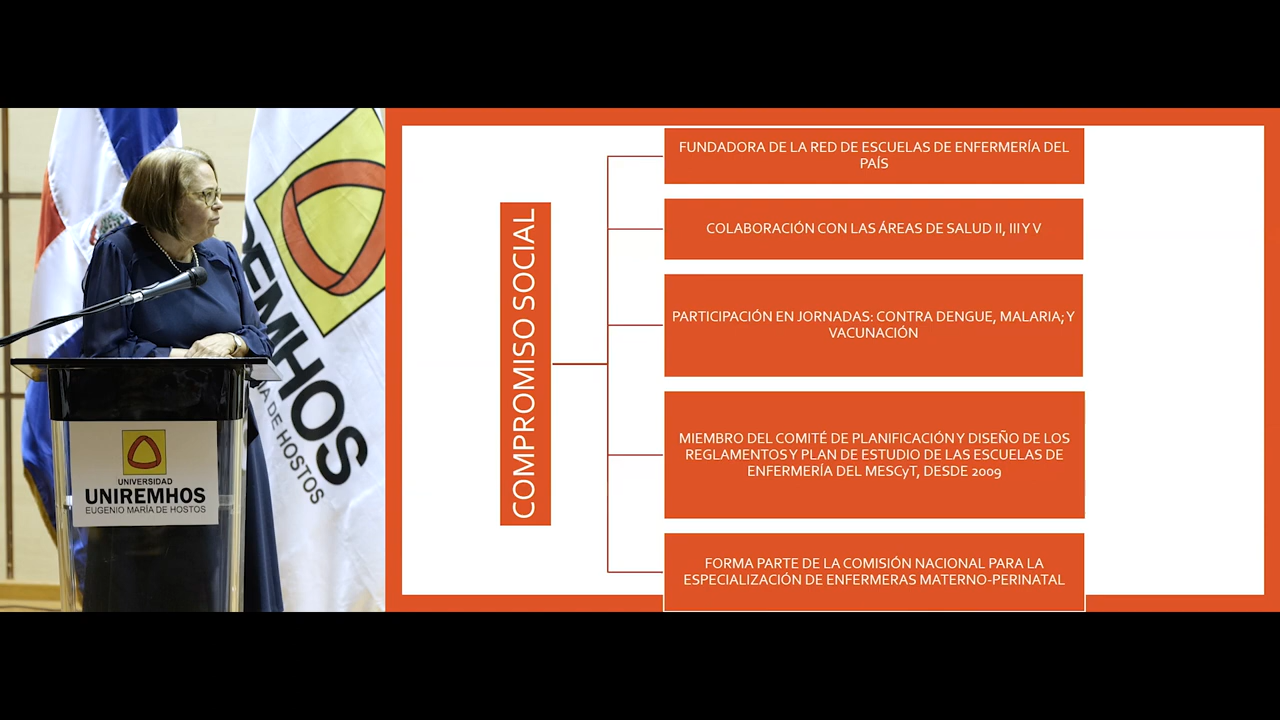 DEMHOS
A DE HOSTOS
UNIVERSIDAD
UNIREMHOS
EUGENIO MARÍA DE HOSTOS
COMPROMISO SOCIAL
FUNDADORA DE LA RED DE ESCUELAS DE ENFERMERÍA DEL
PAÍS
COLABORACIÓN CON LAS ÁREAS DE SALUD II, III Y V
PARTICIPACIÓN EN JORNADAS: CONTRA DENGUE, MALARIA; Y
VACUNACIÓN
MIEMBRO DEL COMITÉ DE PLANIFICACIÓN Y DISEÑO DE LOS
REGLAMENTOS Y PLAN DE ESTUDIO DE LAS ESCUELAS DE
ENFERMERÍA DEL MESCyT, DESDE 2009
FORMA PARTE DE LA COMISIÓN NACIONAL PARA LA
ESPECIALIZACIÓN DE ENFERMERAS MATERNO-PERINATAL